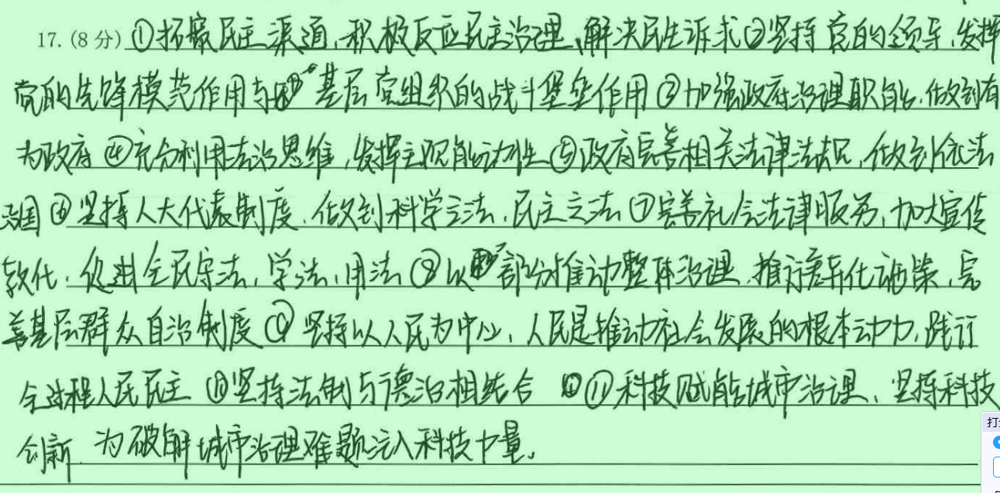 17. (8分) ①拓展民主渠道,积极反应民主治理、解决民生诉求②坚持党的领导,发挥
党的先锋模范作用与基层党组织的战斗堡垒作用③加强政府治理职能,做到有
为政府 ④充分利用法治思维,发挥主观能动性⑤政府完善相关法律法规,做到依法
治国 ⑥坚持人大代表制度,做到科学立法,民主立法⑦完善社会法律服务,加大宣传
教化,促进全民守法,学法,用法⑧以部分推动整体治理,推行差异化政策,完
善基层群众自治制度⑨坚持以人民为中心,人民是推动社会发展的根本动力,践行
全过程人民民主 ⑩坚持法制与德治相结合 ⑪科技赋能城市治理、坚持科技
创新 为破解城市治理难题注入科技力量。
打